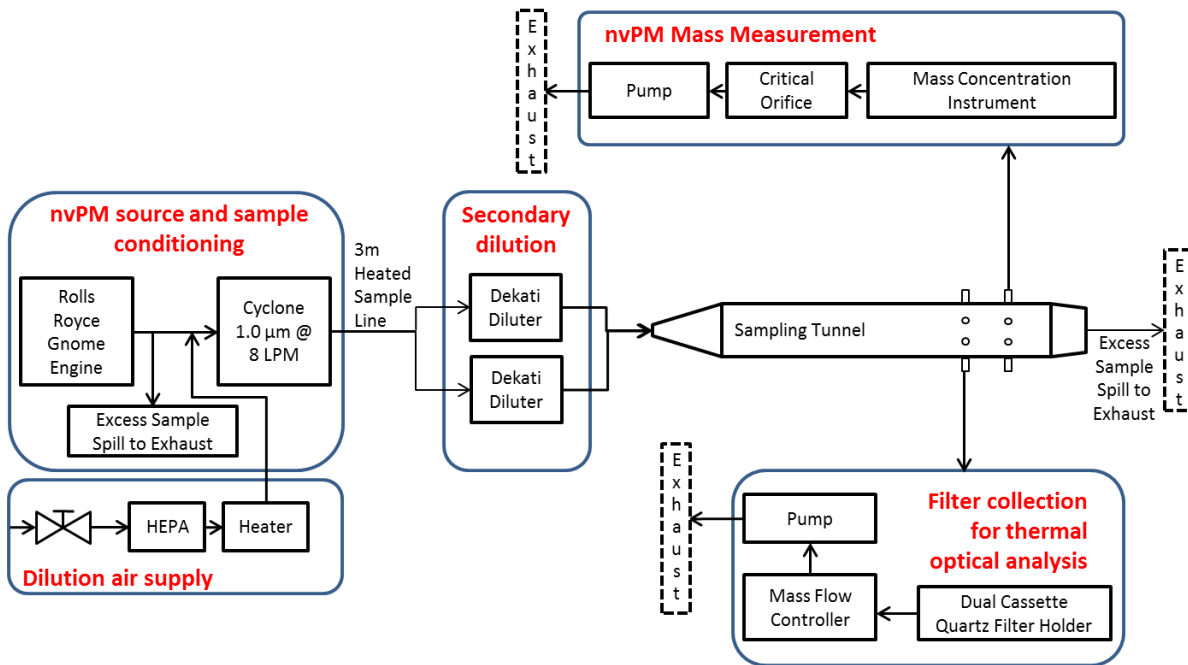 E
x
h
a
u
s
t
nvPM Mass Measurement
Pump
Critical
Orifice
Mass Concentration
Instrument
nvPM source and sample
conditioning
Rolls
Royce
Gnome
Engine
Cyclone
1.0 µm @
8 LPM
Excess Sample
Spill to Exhaust
3m
Heated
Sample
Line
Secondary
dilution
Dekati
Diluter
Dekati
Diluter
Sampling Tunnel
Excess
Sample
Spill to
Exhaust
E
x
h
a
u
s
t
HEPA
Heater
Dilution air supply
E
x
h
a
u
s
t
Filter collection
for thermal
optical analysis
Pump
Mass Flow
Controller
Dual Cassette
Quartz Filter Holder